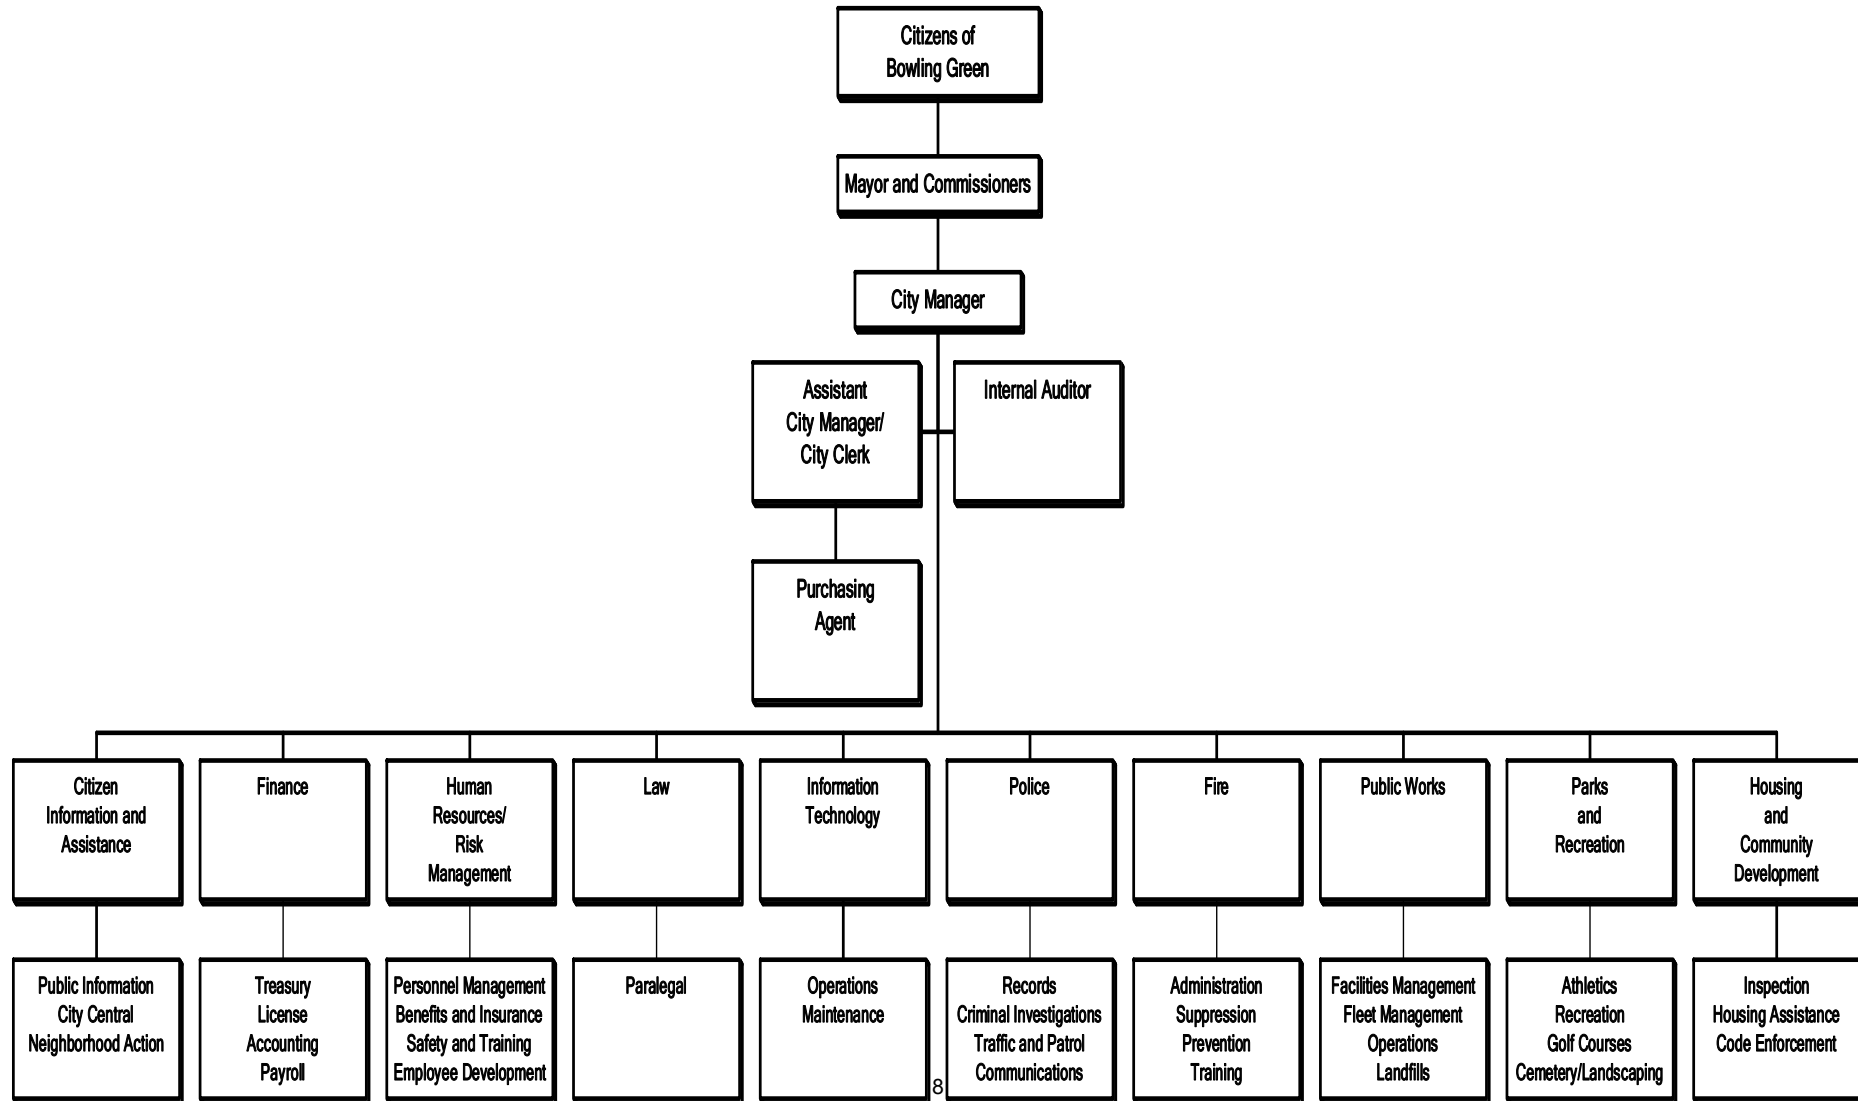 Citizens of
Bowling Green
Mayor and Commissioners
City Manager
Assistant
City Manager/
City Clerk
Internal Auditor
Purchasing
Agent
Citizen
Information and
Assistance
Finance
Human
Resources/
Risk
Management
Law
Information
Technology
Police
Fire
Public Works
Parks
and
Recreation
Housing
and
Community
Development
Public Information
City Central
Neighborhood Action
Treasury
License
Accounting
Payroll
Personnel Management
Benefits and Insurance
Safety and Training
Employee Development
Paralegal
Operations
Maintenance
Records
Criminal Investigations
Traffic and Patrol
Communications
Administration
Suppression
Prevention
Training
Facilities Management
Fleet Management
Operations
Landfills
Athletics
Recreation
Golf Courses
Cemetery/Landscaping
Inspection
Housing Assistance
Code Enforcement
8